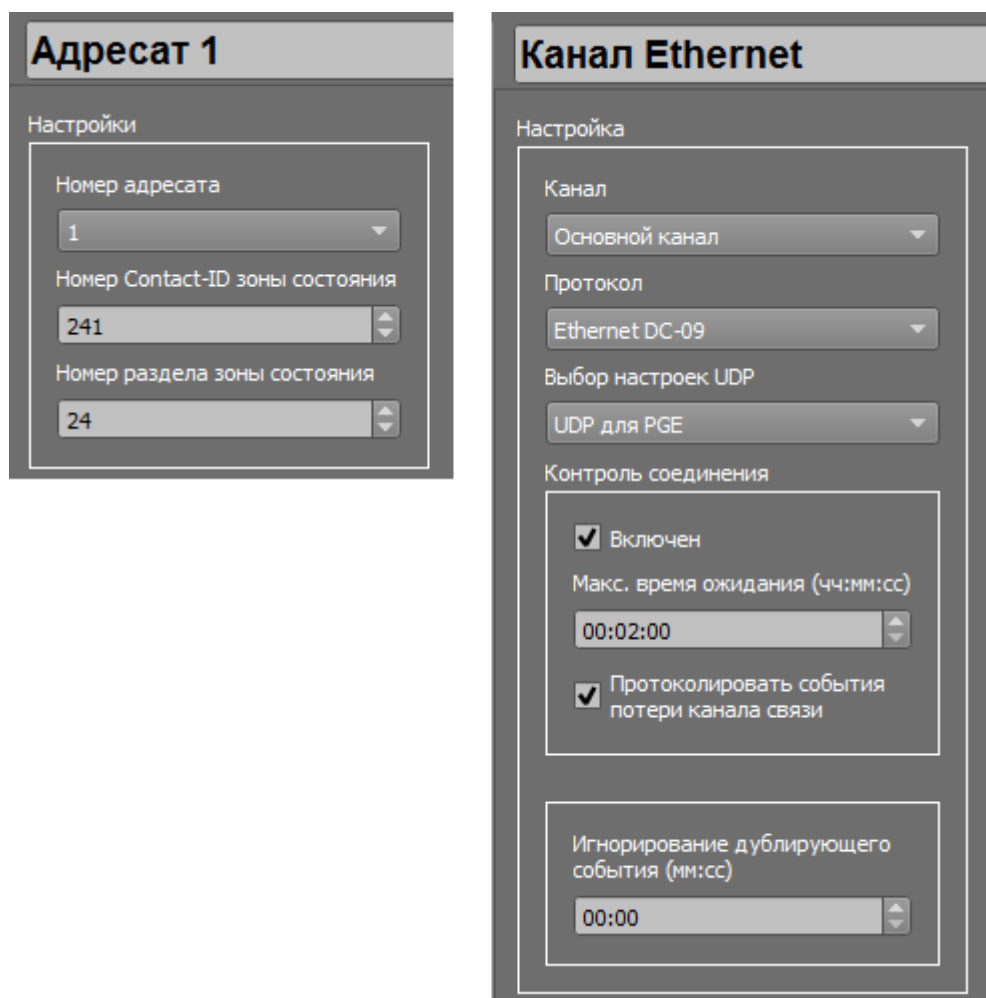 Адресат 1
Настройки
Номер адресата
1
Номер Contact-ID зоны состояния
241
Номер раздела зоны состояния
24
Канал Ethernet
Настройка
Канал
Основной канал
Протокол
Ethernet DC-09
Выбор настроек UDP
UDP для PGE
Контроль соединения
Включен
Макс. время ожидания (чч:мм:сс)
00:02:00
Протоколировать события
потери канала связи
Игнорирование дублирующего
события (мм:сс)
00:00